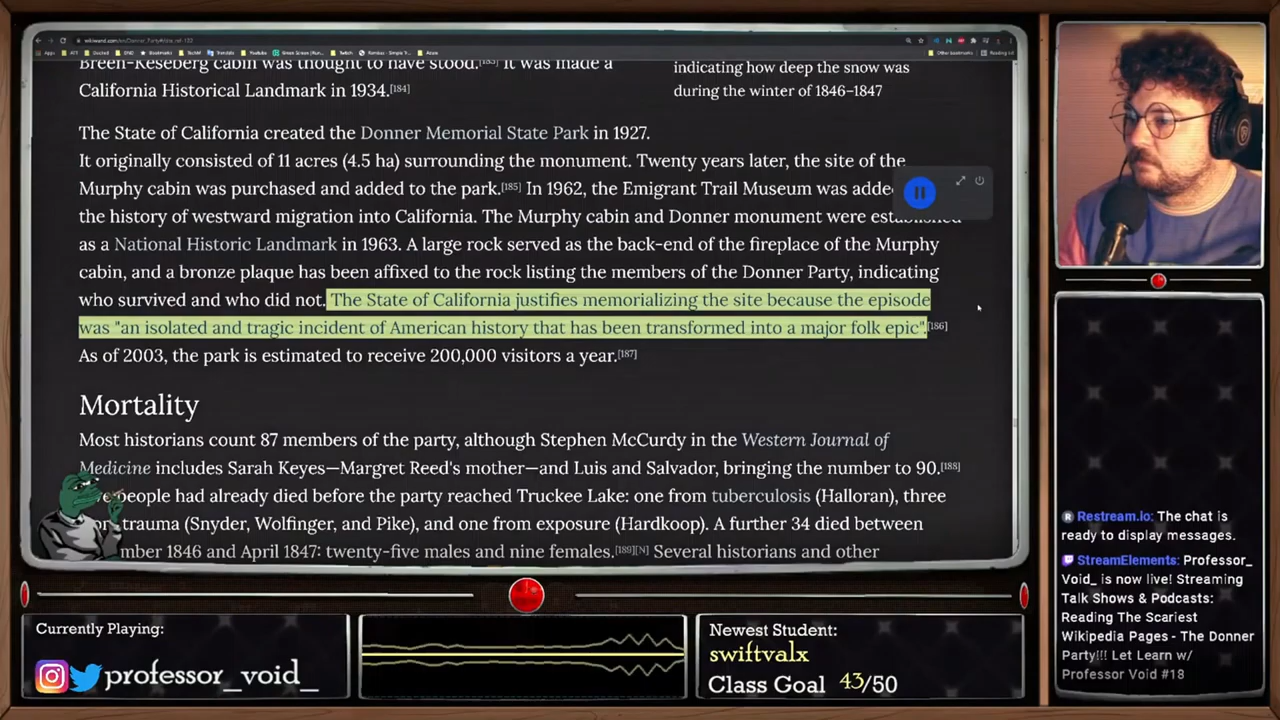 wikiwand.com/en/Donner_Party#cite_ref-132
Breen-Keseberg cabin was thought to have stood.[183] It was made a
California Historical Landmark in 1934.[184]
indicating how deep the snow was
during the winter of 1846–1847
The State of California created the Donner Memorial State Park in 1927.
It originally consisted of 11 acres (4.5 ha) surrounding the monument. Twenty years later, the site of the
Murphy cabin was purchased and added to the park.[185] In 1962, the Emigrant Trail Museum was adde
the history of westward migration into California. The Murphy cabin and Donner monument were established
as a National Historic Landmark in 1963. A large rock served as the back-end of the fireplace of the Murphy
cabin, and a bronze plaque has been affixed to the rock listing the members of the Donner Party, indicating
who survived and who did not. The State of California justifies memorializing the site because the episode
was "an isolated and tragic incident of American history that has been transformed into a major folk epic".[186]
As of 2003, the park is estimated to receive 200,000 visitors a year.[187]
Mortality
Most historians count 87 members of the party, although Stephen McCurdy in the Western Journal of
Medicine includes Sarah Keyes—Margret Reed's mother—and Luis and Salvador, bringing the number to 90.[188]
people had already died before the party reached Truckee Lake: one from tuberculosis (Halloran), three
trauma (Snyder, Wolfinger, and Pike), and one from exposure (Hardkoop). A further 34 died between
mber 1846 and April 1847: twenty-five males and nine females.[189][N] Several historians and other
Restream.io: The chat is
ready to display messages.
StreamElements: Professor_
Void_ is now live! Streaming
Talk Shows & Podcasts:
Reading The Scariest
Wikipedia Pages - The Donner
Party!!! Let Learn w/
Professor Void #18
Currently Playing:
professor_void_
Newest Student:
swiftvalx
Class Goal 43/50